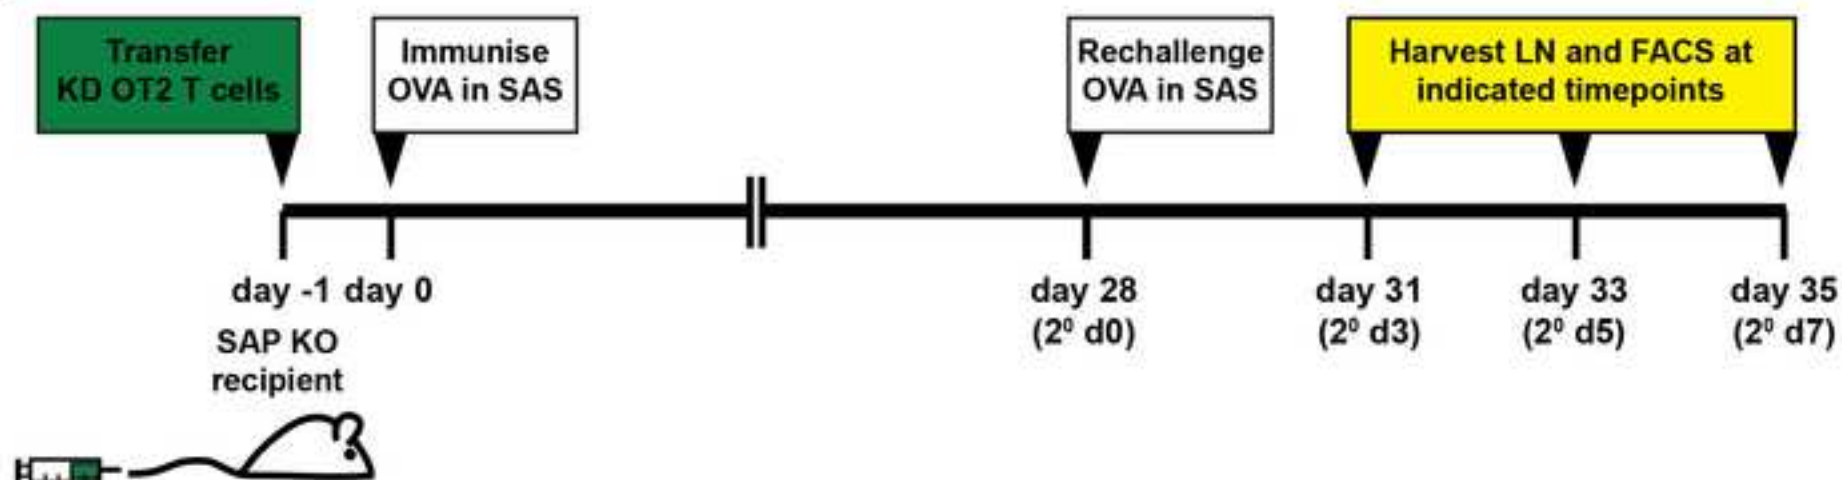 Transfer
KD OT2 T cells
Immunise
OVA in SAS
Rechallenge
OVA in SAS
Harvest LN and FACS at
indicated timepoints
day -1 day 0
day 28
(2⁰ d0)
day 31
(2⁰ d3)
day 33
(2⁰ d5)
day 35
(2⁰ d7)
SAP KO
recipient